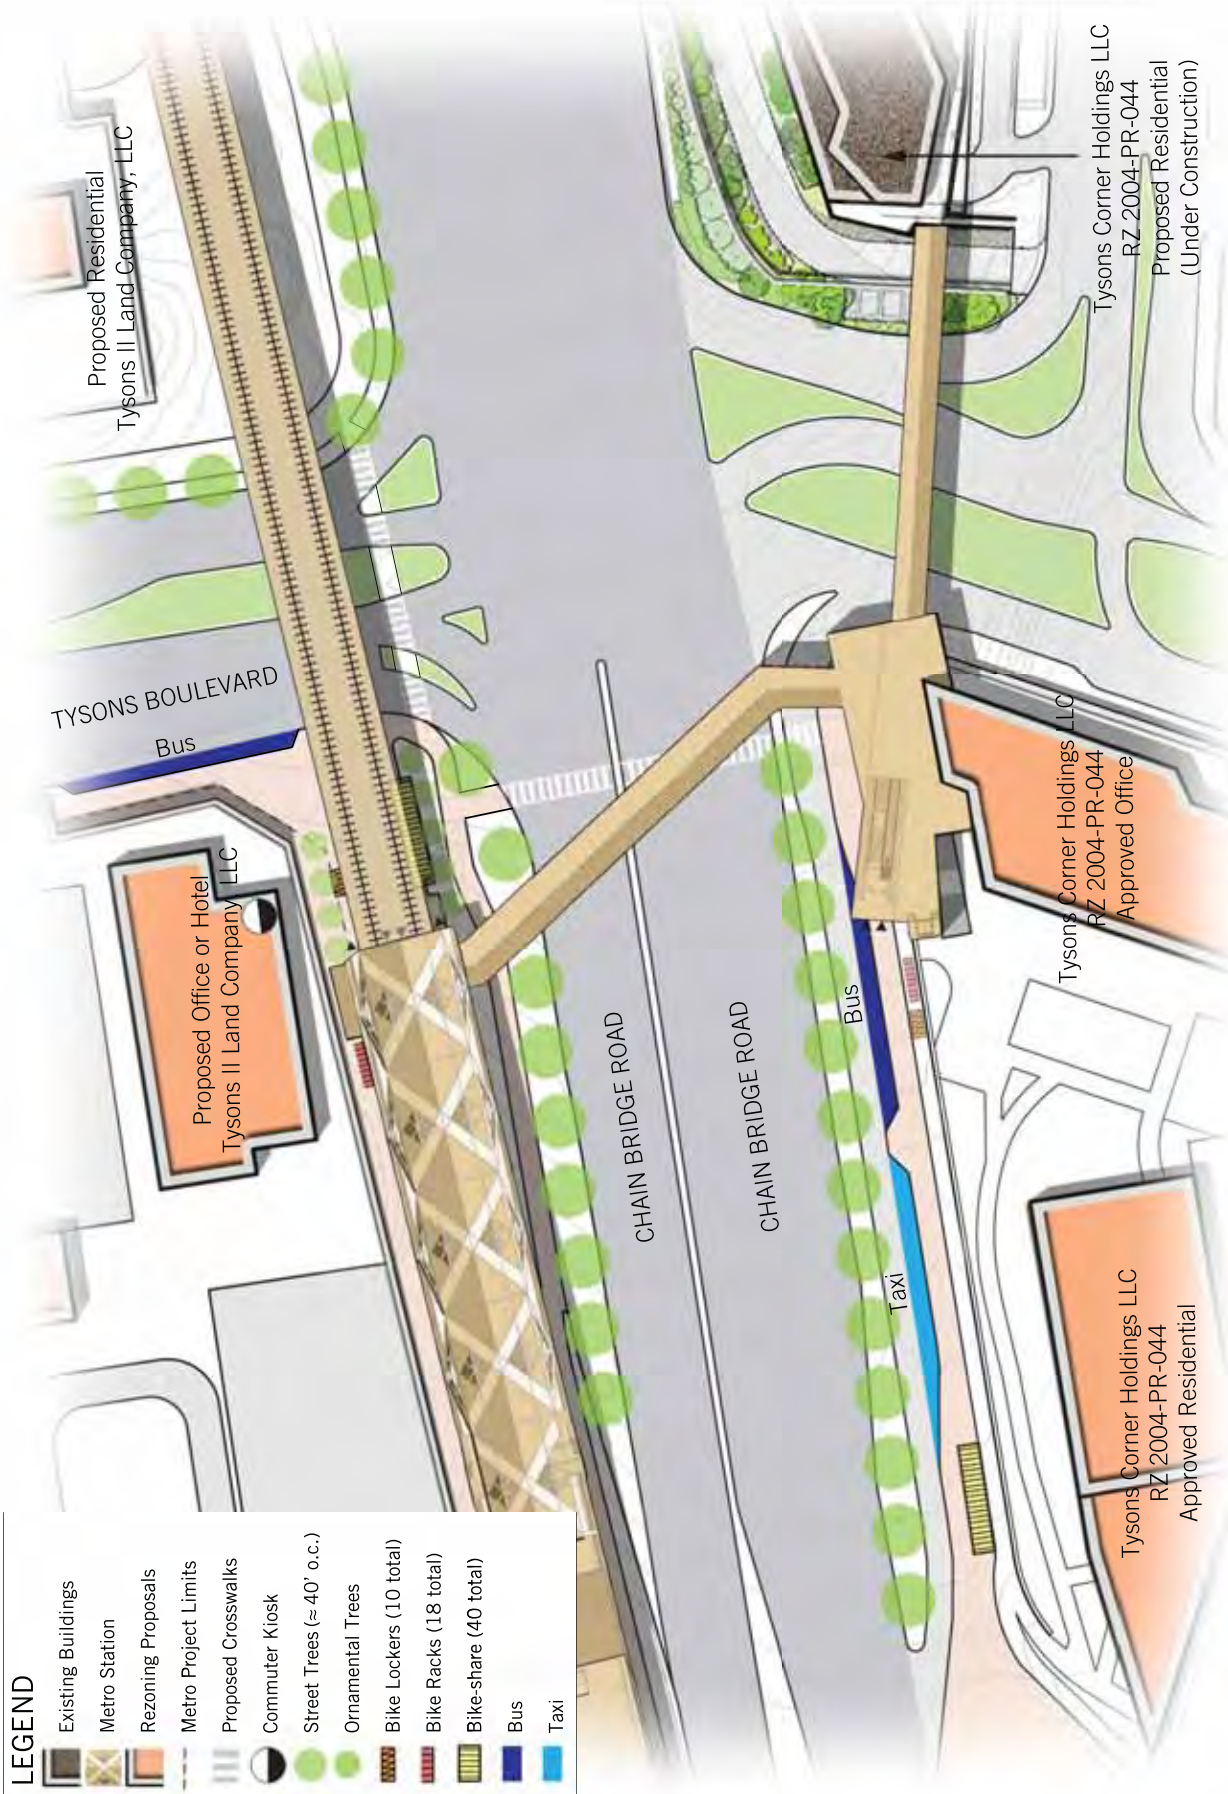 LEGEND
Existing Buildings
Metro Station
Rezoning Proposals
Metro Project Limits
Proposed Crosswalks
Commuter Kiosk
Street Trees (≈ 40’ o.c.)
Ornamental Trees
Bike Lockers (10 total)
Bike Racks (18 total)
Bike-share (40 total)
Bus
Taxi
Proposed Office or Hotel
Tysons II Land Company LLC
Bus
TYSONS BOULEVARD
Proposed Residential
Tysons II Land Company, LLC
CHAIN BRIDGE ROAD
CHAIN BRIDGE ROAD
Taxi
Bus
Tysons Corner Holdings LLC
RZ 2004-PR-044
Approved Residential
Tysons Corner Holdings LLC
RZ 2004-PR-044
Approved Office
Tysons Corner Holdings LLC
RZ 2004-PR-044
Proposed Residential
(Under Construction)